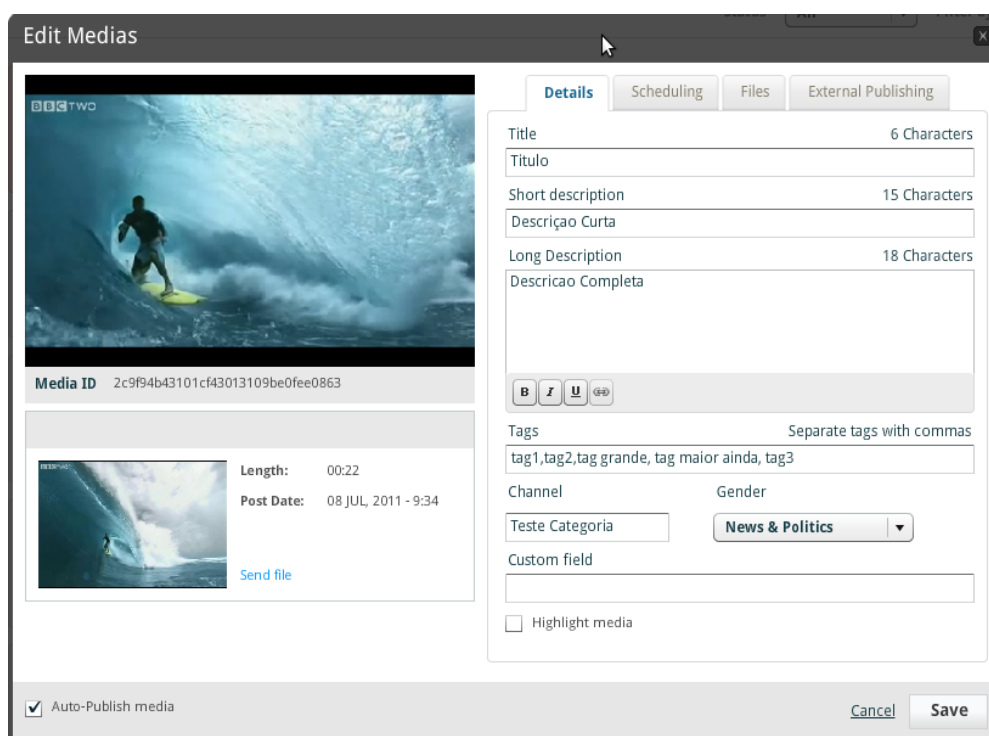 Edit Medias
BBC TWO
Media ID 2c9f94b43101cf43013109be0fee0863
Length: 00:22
Post Date: 08 JUL, 2011 - 9:34
Send file
Details Scheduling Files External Publishing
Title 6 Characters
Titulo
Short description 15 Characters
Descriçao Curta
Long Description 18 Characters
Descricao Completa
B I U
Tags Separate tags with commas
tag1,tag2,tag grande, tag maior ainda, tag3
Channel Gender
Teste Categoria News & Politics
Custom field
Highlight media
Auto-Publish media
Cancel Save